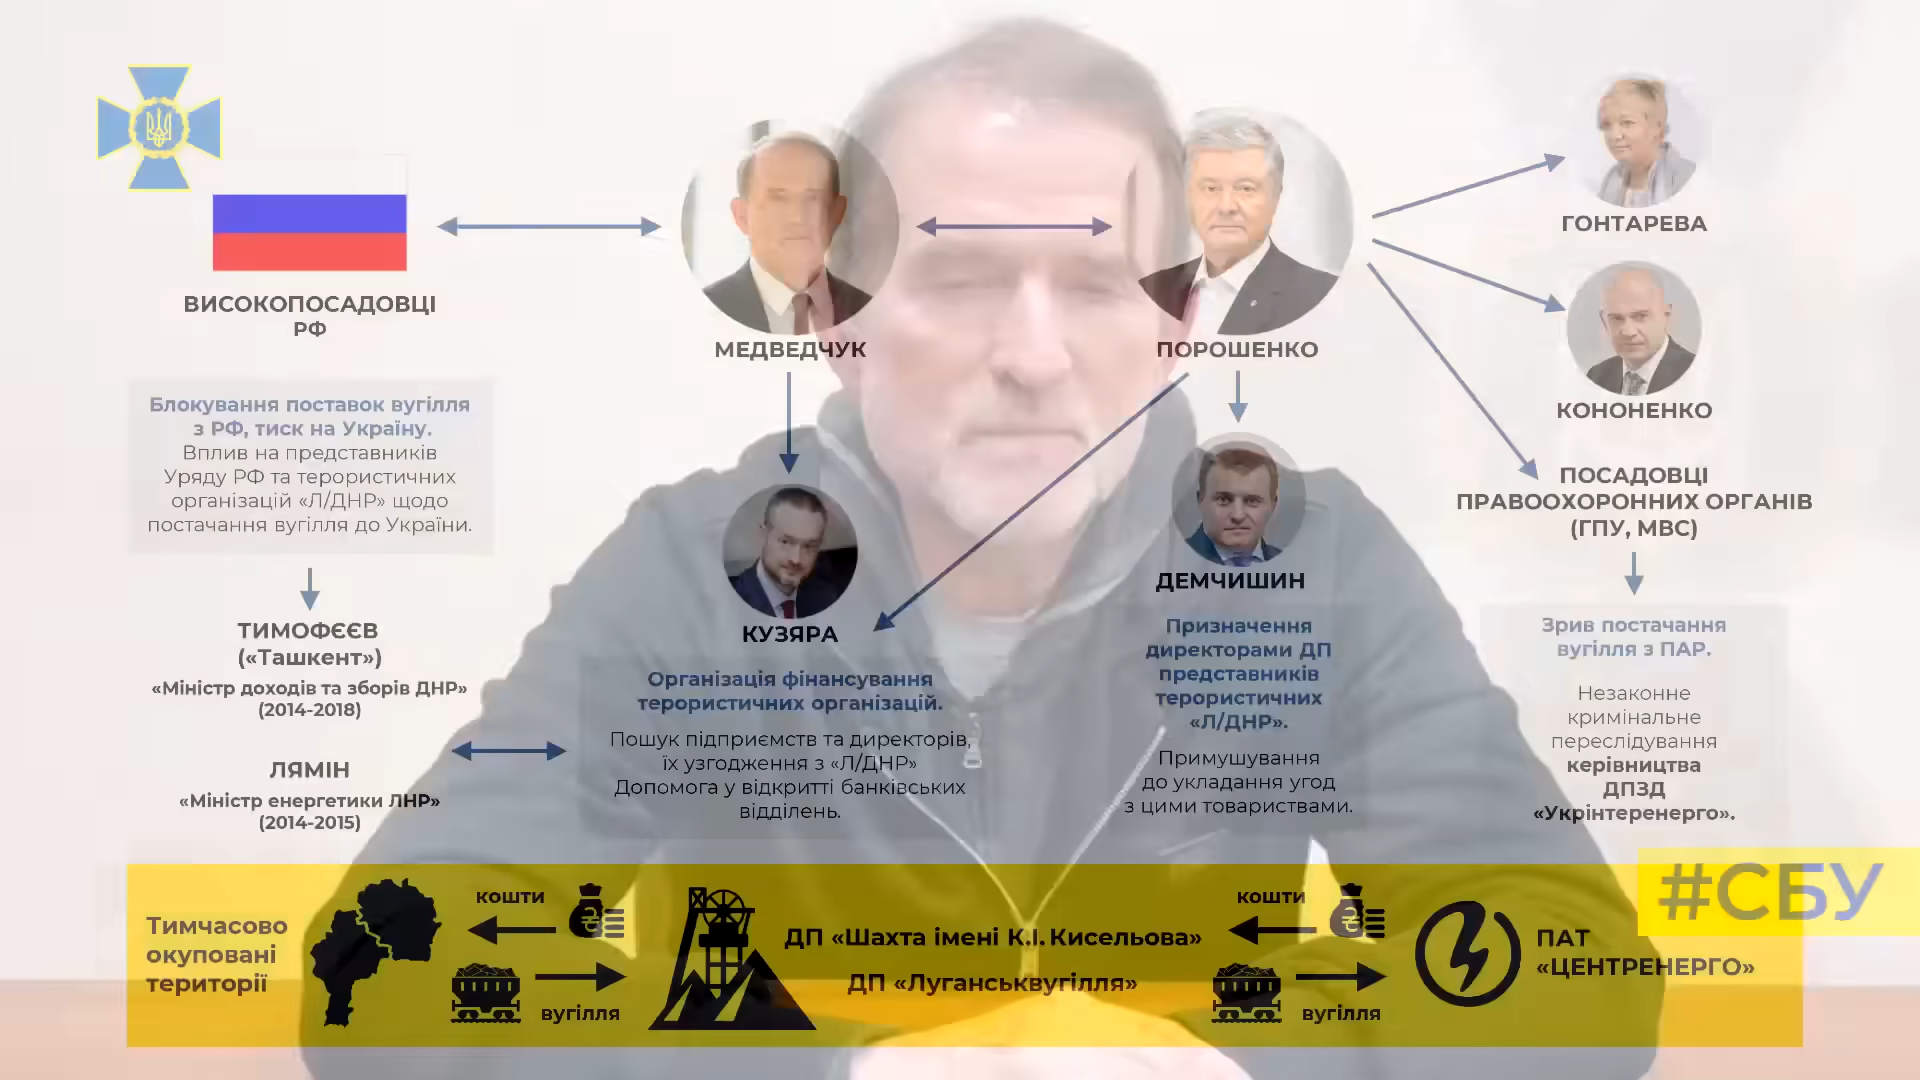 ВИСОКОПОСАДОВЦІ
РФ
МЕДВЕДЧУК
ПОРОШЕНКО
ГОНТАРЕВА
КОНОНЕНКО
ПОСАДОВЦІ
ПРАВООХОРОННИХ ОРГАНІВ
(ГПУ, МВС)
Блокування поставок вугілля
з РФ, тиск на Україну.
Вплив на представників
Уряду РФ та терористичних
організацій «Л/ДНР» щодо
постачання вугілля до України.
ТИМОФЄЄВ
(«Ташкент»)
«Міністр доходів та зборів ДНР»
(2014-2018)
ЛЯМІН
«Міністр енергетики ЛНР»
(2014-2015)
КУЗЯРА
Організація фінансування
терористичних організацій.
Пошук підприємств та директорів,
їх узгодження з «Л/ДНР»
Допомога у відкритті банківських
відділень.
ДЕМЧИШИН
Призначення
директорами ДП
представників
терористичних
«Л/ДНР».
Примушування
до укладання угод
з цими товариствами.
Зрив постачання
вугілля з ПАР.
Незаконне
кримінальне
переслідування
керівництва
ДПЗД
«Укрінтеренерго».
#СБУ
Тимчасово
окуповані
території
кошти
вугілля
ДП «Шахта імені К.І. Кисельова»
ДП «Луганськвугілля»
кошти
вугілля
ПАТ
«ЦЕНТРЕНЕРГО»